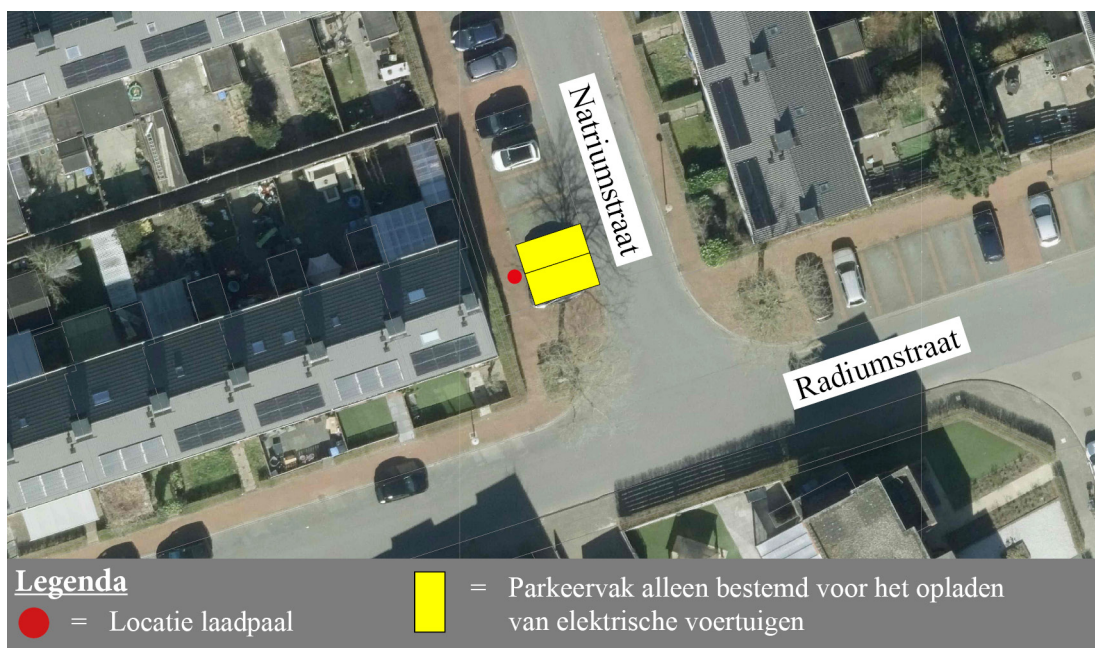 Natriumstraat
Radiumstraat
Legenda
= Locatie laadpaal
= Parkeervak alleen bestemd voor het opladen
van elektrische voertuigen